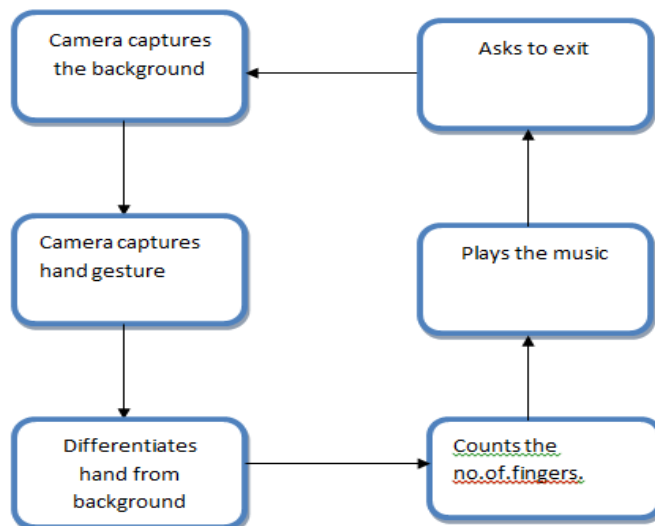 Camera captures
the background
Camera captures
hand gesture
Differentiates
hand from
background
Counts the
no.of.fingers.
Plays the music
Asks to exit